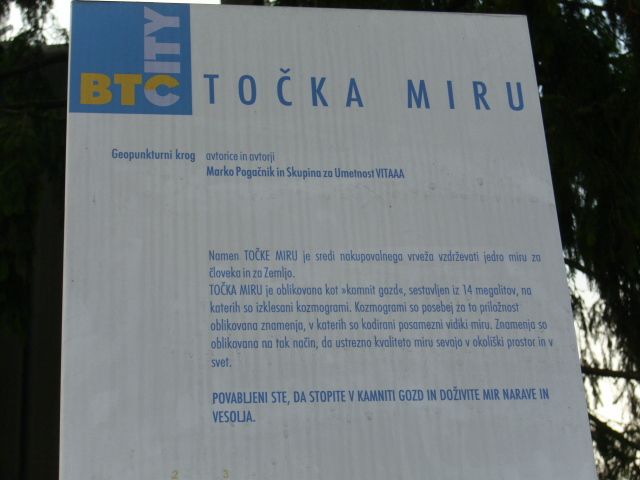 BTC CITY
TOČKA MIRU
Geopunkturni krog avtorice in avtorji
Marko Pogačnik in Skupina za Umetnost VITAAA
Namen TOČKE MIRU je sredi nakupovalnega vrveža vzdrževati jedro miru za
človeka in za Zemljo.
TOČKA MIRU je oblikovana kot »kamnit gozd«, sestavljen iz 14 megalitov, na
katerih so izklesani kozmogrami. Kozmogrami so posebej za to priložnost
oblikovana znamenja, v katerih so kodirani posamezni vidiki miru. Znamenja so
oblikovana na tak način, da ustrezno kvaliteto miru sevajo v okoliški prostor in v
svet.
POVABLJENI STE, DA STOPITE V KAMNITI GOZD IN DOŽIVITE MIR NARAVE IN
VESOLJA.
2 3